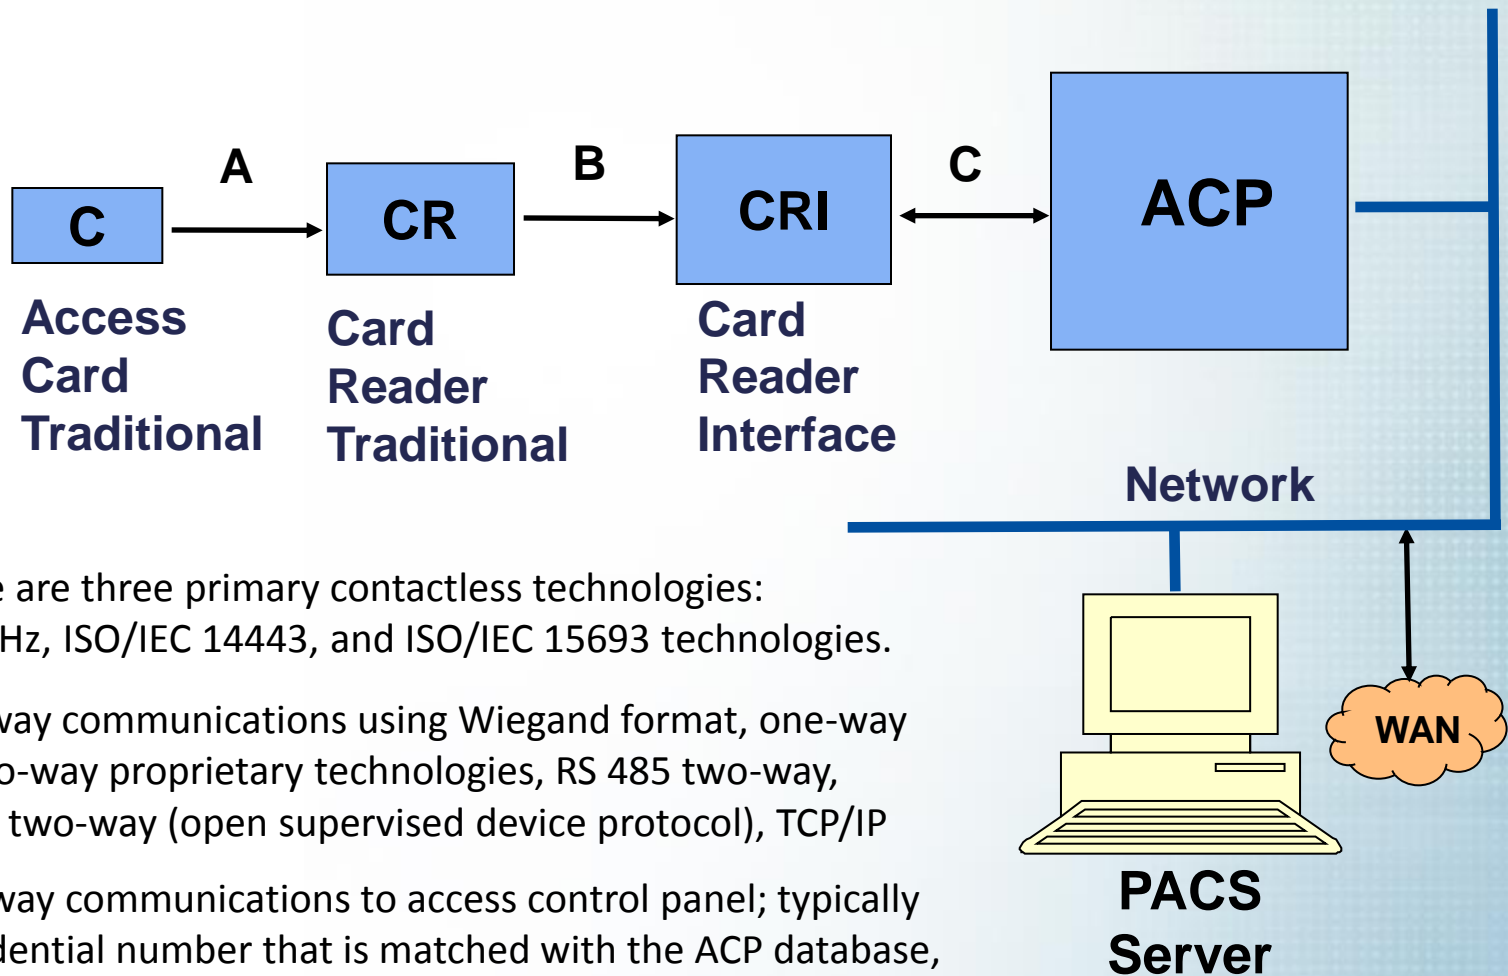 A
B
C
C
CR
CRI
ACP
Access
Card
Traditional
Card
Reader
Traditional
Card
Reader
Interface
Network
e are three primary contactless technologies:
Hz, ISO/IEC 14443, and ISO/IEC 15693 technologies.
way communications using Wiegand format, one-way
o-way proprietary technologies, RS 485 two-way,
two-way (open supervised device protocol), TCP/IP
way communications to access control panel; typically
dential number that is matched with the ACP database,
WAN
PACS
Server